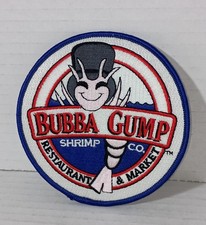 BUBBA GUMP
SHRIMP CO.
RESTAURANT & MARKET
™